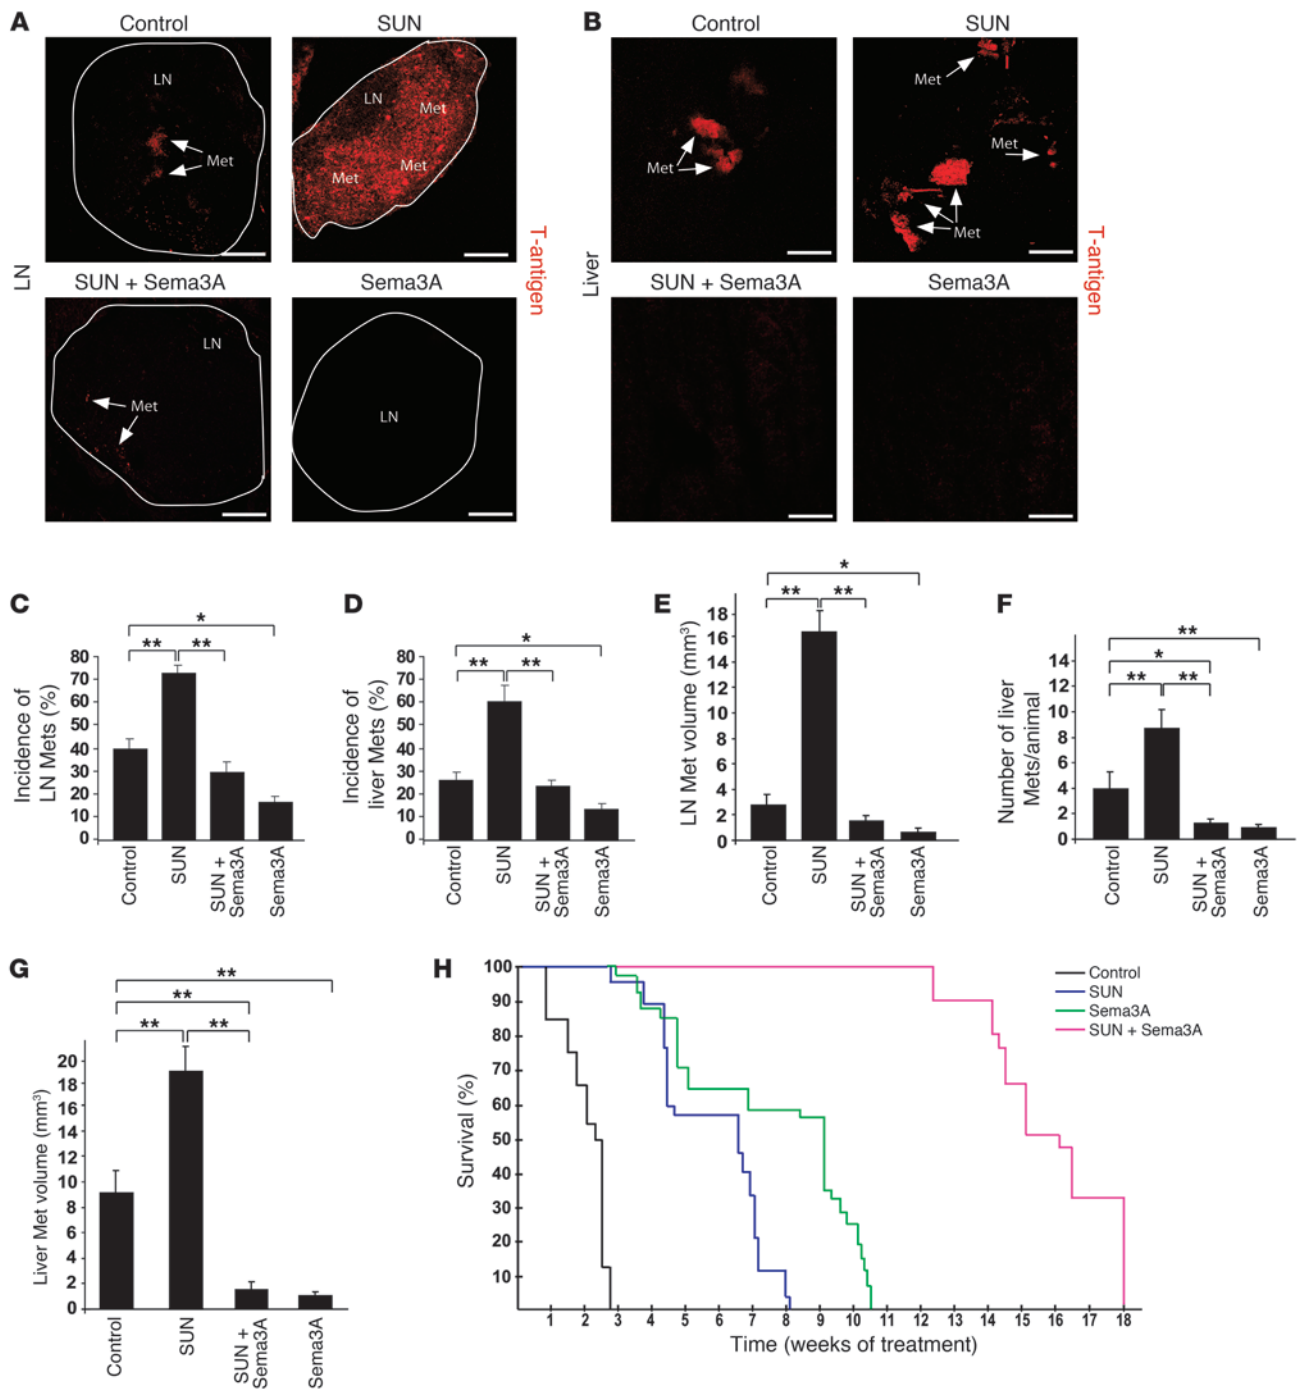 A
Control
SUN
LN
Met
LN
Met
Met
Met
SUN + Sema3A
Sema3A
LN
Met
LN
LN
T-antigen
B
Control
SUN
Met
Met
Met
Met
SUN + Sema3A
Sema3A
Liver
T-antigen
C
*
**
**
Incidence of
LN Mets (%)
80
70
60
50
40
30
20
10
0
Control
SUN
SUN +
Sema3A
Sema3A
D
*
**
**
Incidence of
liver Mets (%)
80
70
60
50
40
30
20
10
0
Control
SUN
SUN +
Sema3A
Sema3A
E
*
**
**
LN Met volume (mm³)
18
16
14
12
10
8
6
4
2
0
Control
SUN
SUN +
Sema3A
Sema3A
F
**
*
**
**
Number of liver
Mets/animal
14
12
10
8
6
4
2
0
Control
SUN
SUN +
Sema3A
Sema3A
G
**
**
**
**
Liver Met volume (mm³)
20
18
16
14
12
10
8
6
4
2
0
Control
SUN
SUN +
Sema3A
Sema3A
H
Survival (%)
100
90
80
70
60
50
40
30
20
10
1 2 3 4 5 6 7 8 9 10 11 12 13 14 15 16 17 18
Time (weeks of treatment)
Control
SUN
Sema3A
SUN + Sema3A